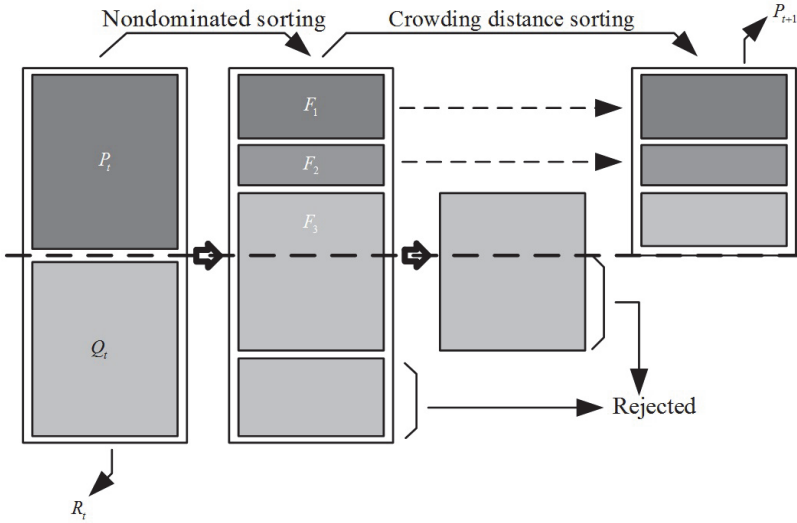 Nondominated sorting
Crowding distance sorting
P_{t+1}
P_t
F_1
F_2
F_3
Q_t
Rejected
R_t